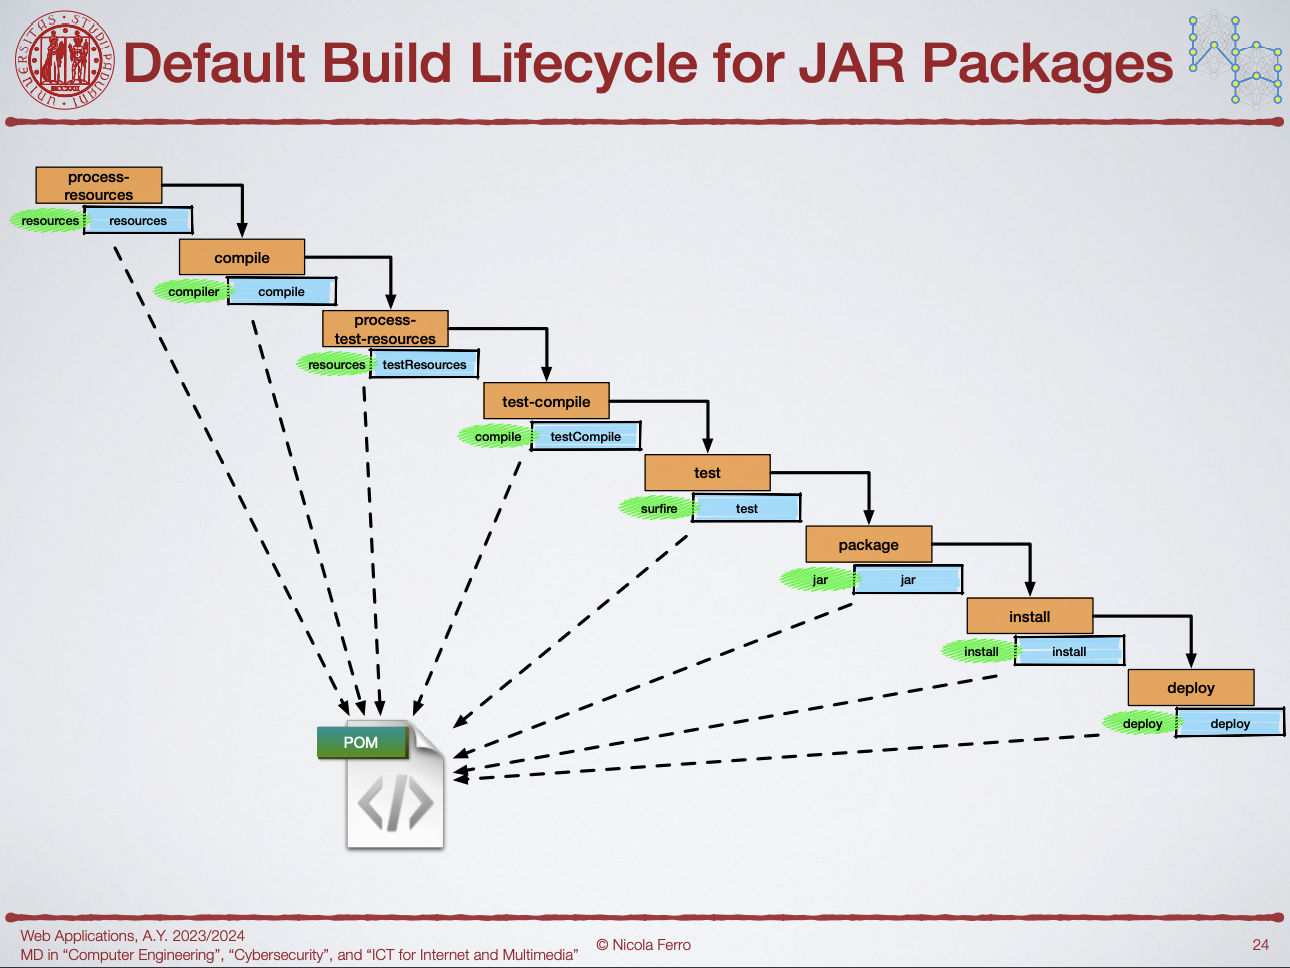 Default Build Lifecycle for JAR Packages
process-
resources
resources
resources
compile
compiler
compile
process-
test-resources
resources
testResources
test-compile
compile
testCompile
test
surfire
test
package
jar
jar
install
install
install
deploy
deploy
deploy
POM
</>
Web Applications, A.Y. 2023/2024
MD in “Computer Engineering”, “Cybersecurity”, and “ICT for Internet and Multimedia”
© Nicola Ferro
24